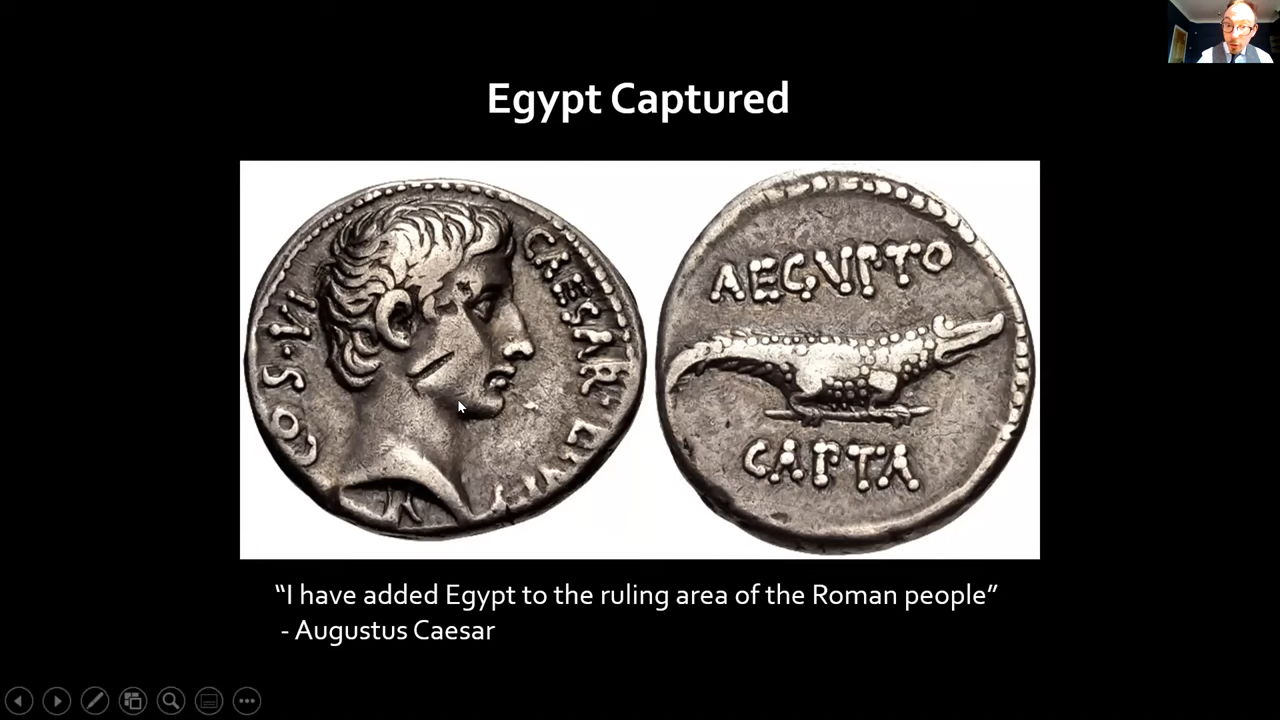 Egypt Captured
COS·VI
CAESAR·DIVI
AEGVPTO
CAPTA
“I have added Egypt to the ruling area of the Roman people”
- Augustus Caesar